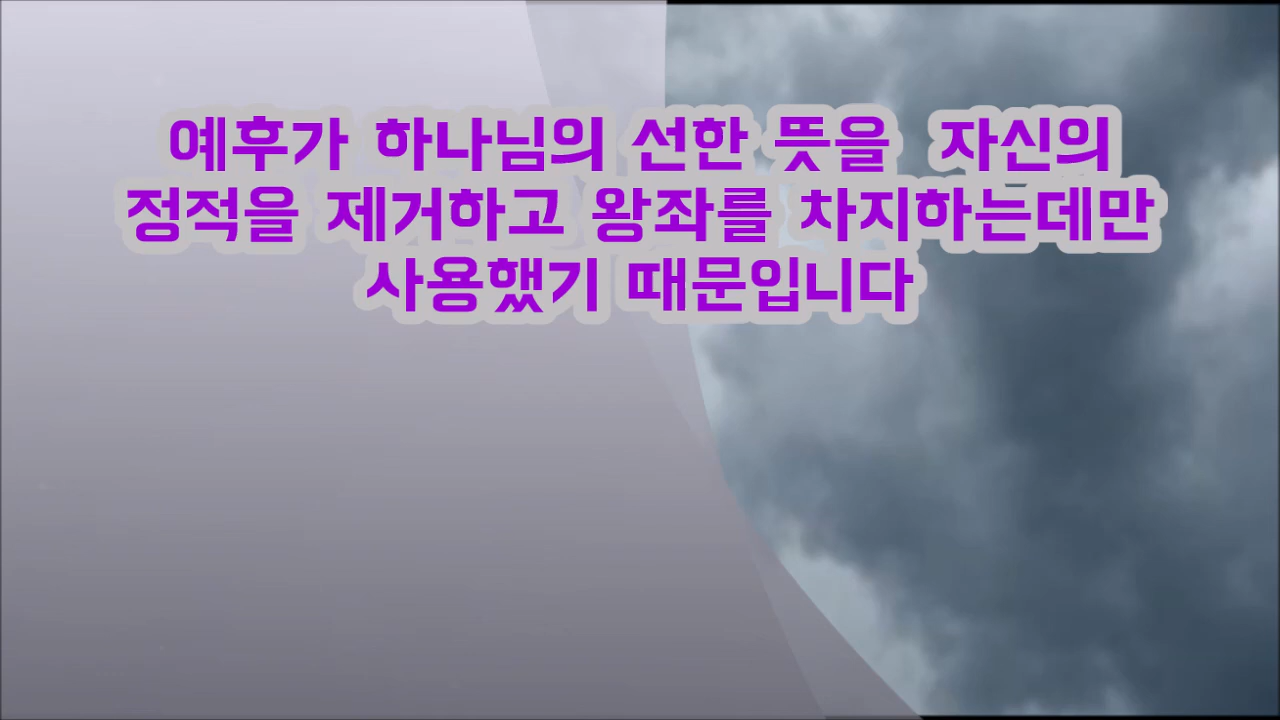 예후가 하나님의 선한 뜻을 자신의
정적을 제거하고 왕좌를 차지하는데만
사용했기 때문입니다